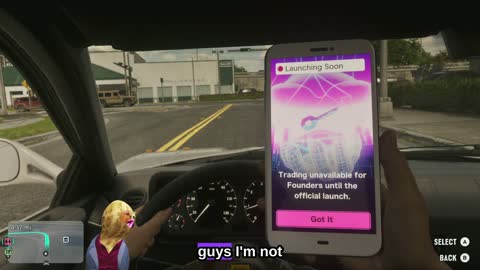 Launching Soon
Trading unavailable for
Founders until the
official launch.
Got It
guys I'm not
SELECT A
BACK B